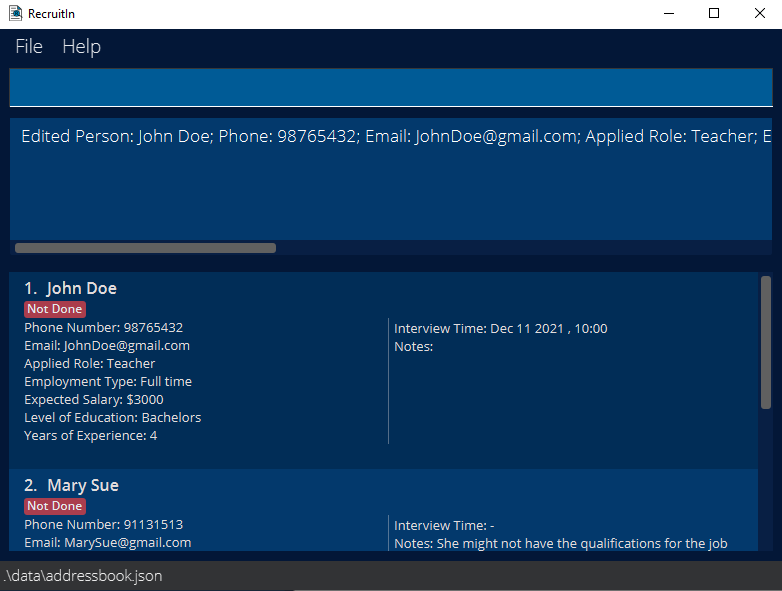 RecruitIn
File Help
Edited Person: John Doe; Phone: 98765432; Email: JohnDoe@gmail.com; Applied Role: Teacher; E
1. John Doe
Not Done
Phone Number: 98765432
Email: JohnDoe@gmail.com
Applied Role: Teacher
Employment Type: Full time
Expected Salary: $3000
Level of Education: Bachelors
Years of Experience: 4
Interview Time: Dec 11 2021 , 10:00
Notes:
2. Mary Sue
Not Done
Phone Number: 91131513
Email: MarySue@gmail.com
Interview Time: -
Notes: She might not have the qualifications for the job
.\data\addressbook.json